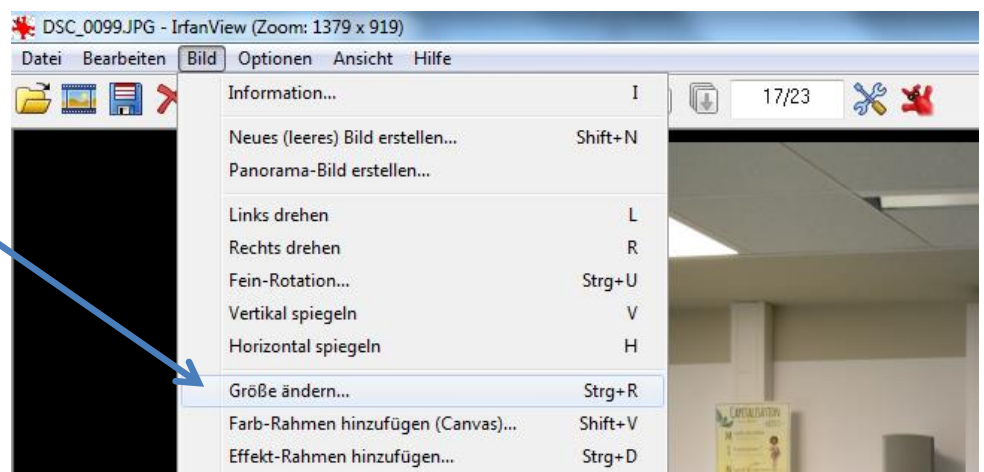 DSC_0099.JPG - IrfanView (Zoom: 1379 x 919)
Datei Bearbeiten Bild Optionen Ansicht Hilfe
17/23
Information... I
Neues (leeres) Bild erstellen... Shift+N
Panorama-Bild erstellen...
Links drehen L
Rechts drehen R
Fein-Rotation... Strg+U
Vertikal spiegeln V
Horizontal spiegeln H
Größe ändern... Strg+R
Farb-Rahmen hinzufügen (Canvas)... Shift+V
Effekt-Rahmen hinzufügen... Strg+D
CAPITALISATION
M
I
N